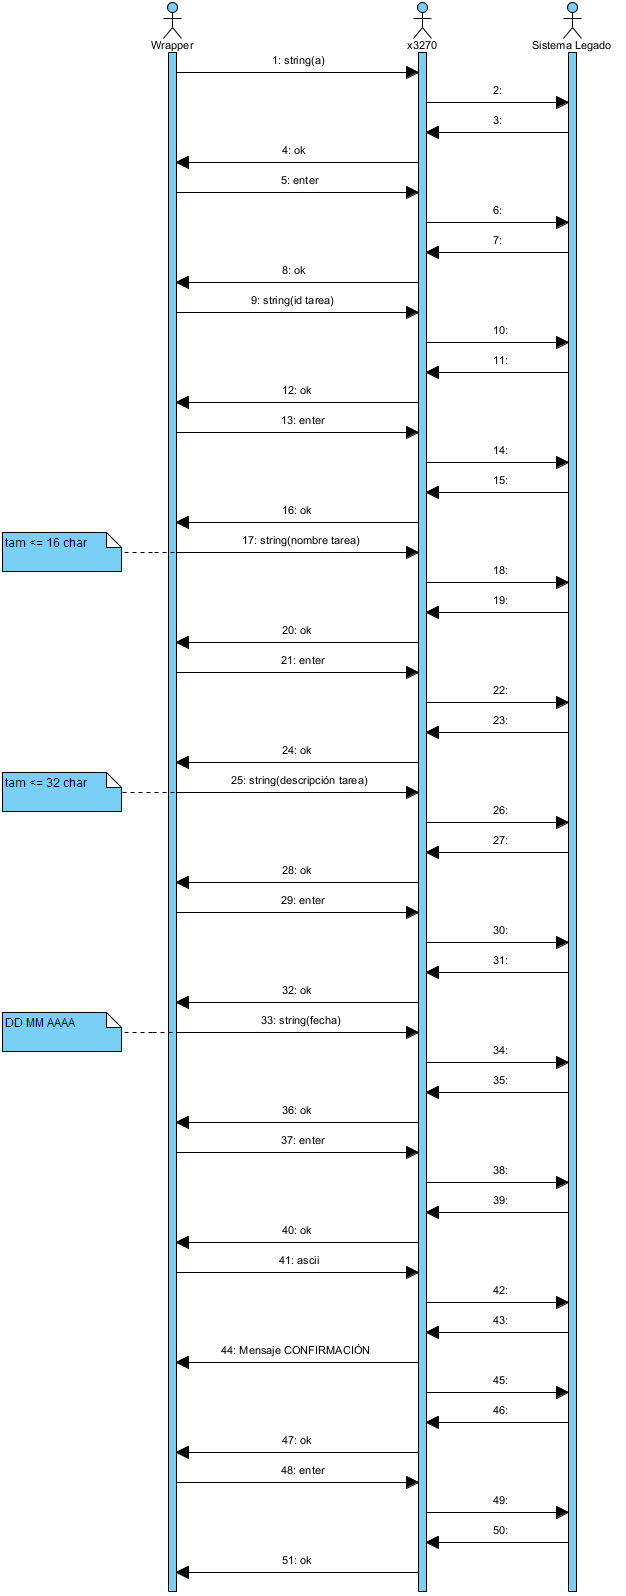 Wrapper x3270 Sistema Legado
1: string(a)
2:
3:
4: ok
5: enter
6:
7:
8: ok
9: string(id tarea)
10:
11:
12: ok
13: enter
14:
15:
16: ok
tam <= 16 char
17: string(nombre tarea)
18:
19:
20: ok
21: enter
22:
23:
24: ok
tam <= 32 char
25: string(descripción tarea)
26:
27:
28: ok
29: enter
30:
31:
32: ok
DD MM AAAA
33: string(fecha)
34:
35:
36: ok
37: enter
38:
39:
40: ok
41: ascii
42:
43:
44: Mensaje CONFIRMACIÓN
45:
46:
47: ok
48: enter
49:
50:
51: ok